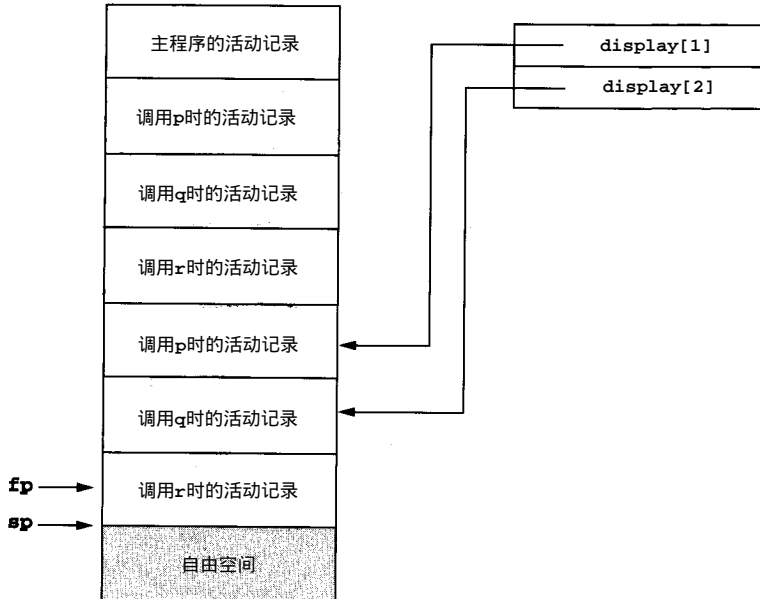 主程序的活动记录
display[1]
display[2]
调用p时的活动记录
调用q时的活动记录
调用r时的活动记录
调用p时的活动记录
调用q时的活动记录
fp
调用r时的活动记录
sp
自由空间